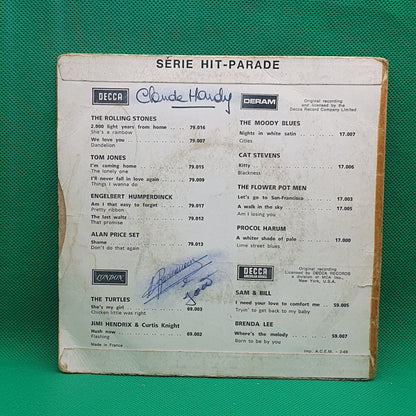 SÉRIE HIT-PARADE
DECCA
Claude Hardy
THE ROLLING STONES
2.000 light years from home ... 79.016
She's a rainbow
We love you ... 79.007
Dandelion
TOM JONES
I'm coming home ... 79.015
The lonely one
I'll never fall in love again ... 79.009
Things I wanna do
ENGELBERT HUMPERDINCK
Am I that easy to forget ... 79.017
Pretty ribbon
The last waltz ... 79.012
That promise
ALAN PRICE SET
Shame ... 79.013
Don't do that again
LONDON
THE TURTLES
She's my girl ... 69.003
Chicken little was right
JIMI HENDRIX & Curtis Knight
Hush now ... 69.002
Flashing
Made in France
DERAM
Original recording
and licensed by the
Decca Record Company Limited
THE MOODY BLUES
Nights in white satin ... 17.007
Cities
CAT STEVENS
Kitty ... 17.006
Blackness
THE FLOWER POT MEN
Let's go to San-Francisco ... 17.003
A walk in the sky ... 17.005
Am I losing you
PROCOL HARUM
A whiter shade of pale ... 17.000
Lime street blues
DECCA
Original recording
Licensed by DECCA RECORDS
a division of MCA Inc.,
New York, U.S.A.
SAM & BILL
I need your love to comfort me ... 59.005
Tryin' to get back to my baby
BRENDA LEE
Where's the melody ... 59.007
Born to be by you
Imp. A.C.E.M. - 2-68